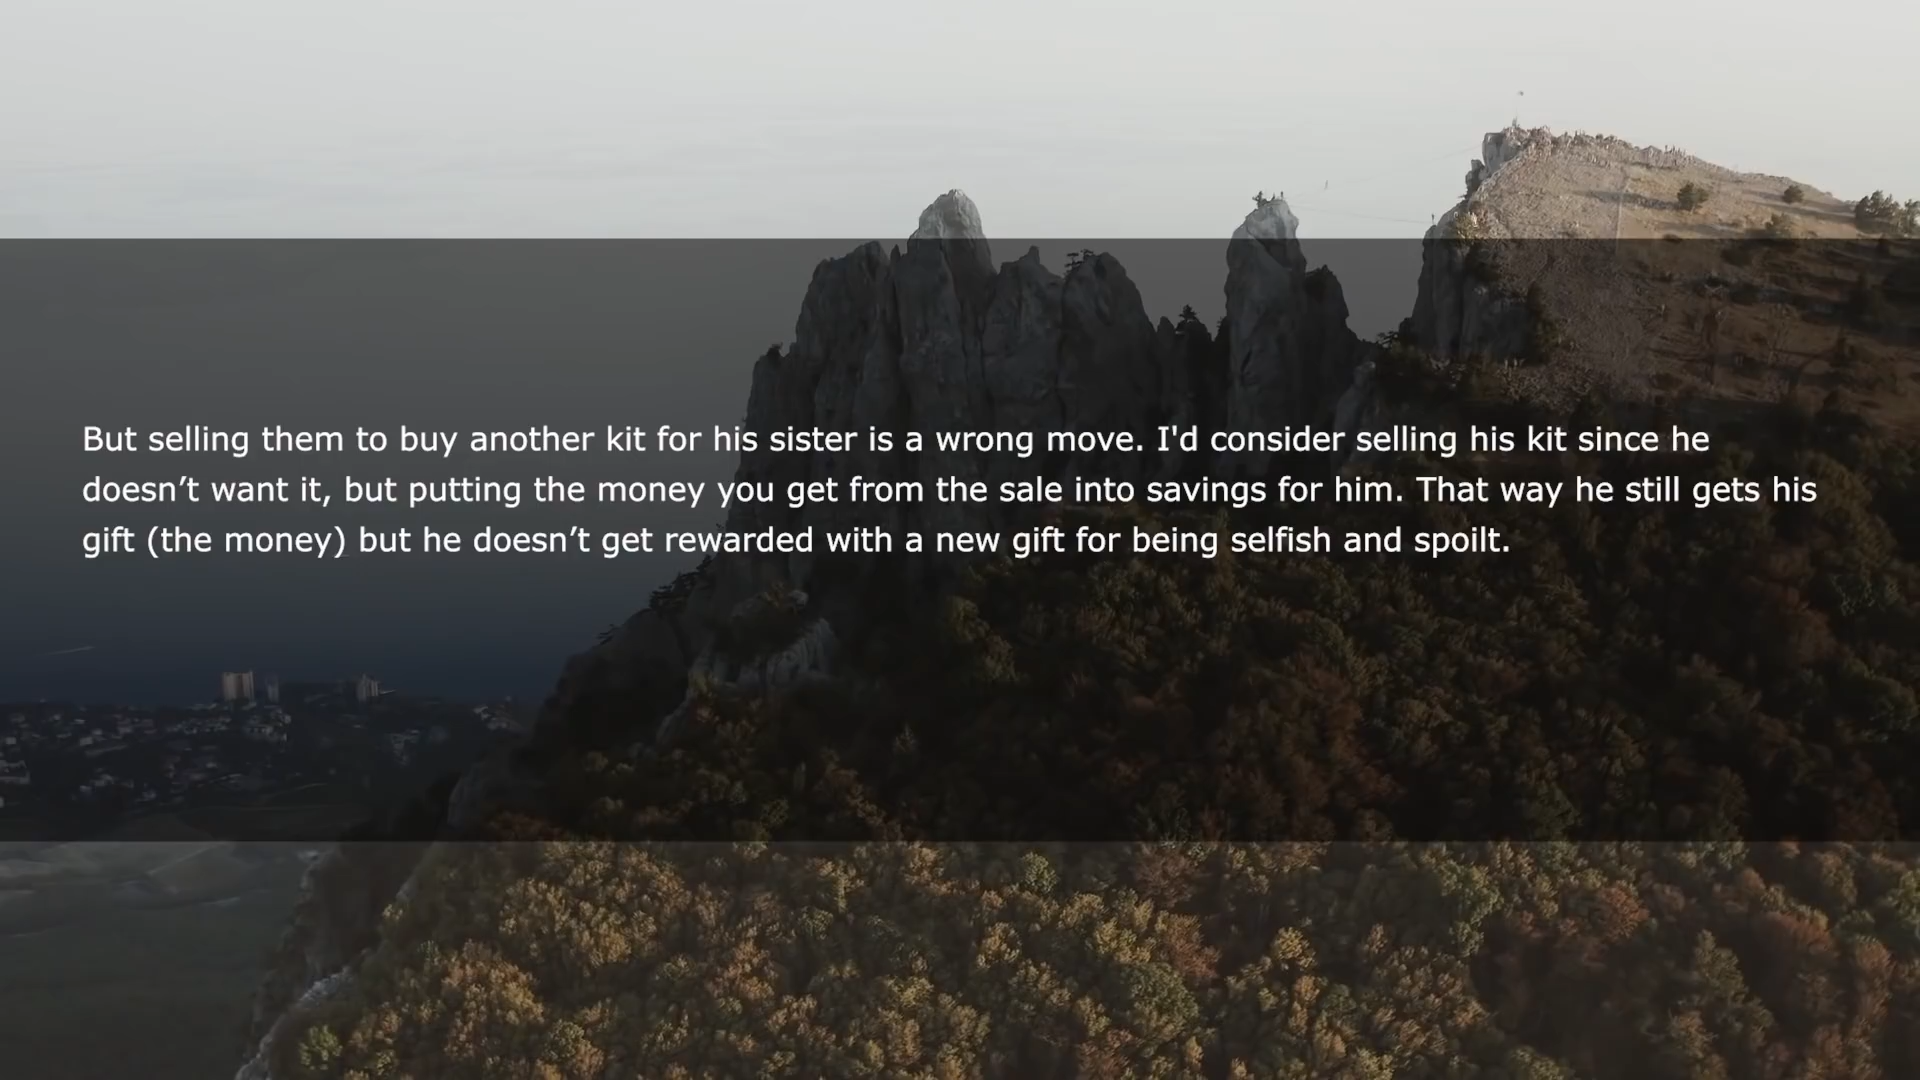 But selling them to buy another kit for his sister is a wrong move. I'd consider selling his kit since he
doesn’t want it, but putting the money you get from the sale into savings for him. That way he still gets his
gift (the money) but he doesn’t get rewarded with a new gift for being selfish and spoilt.